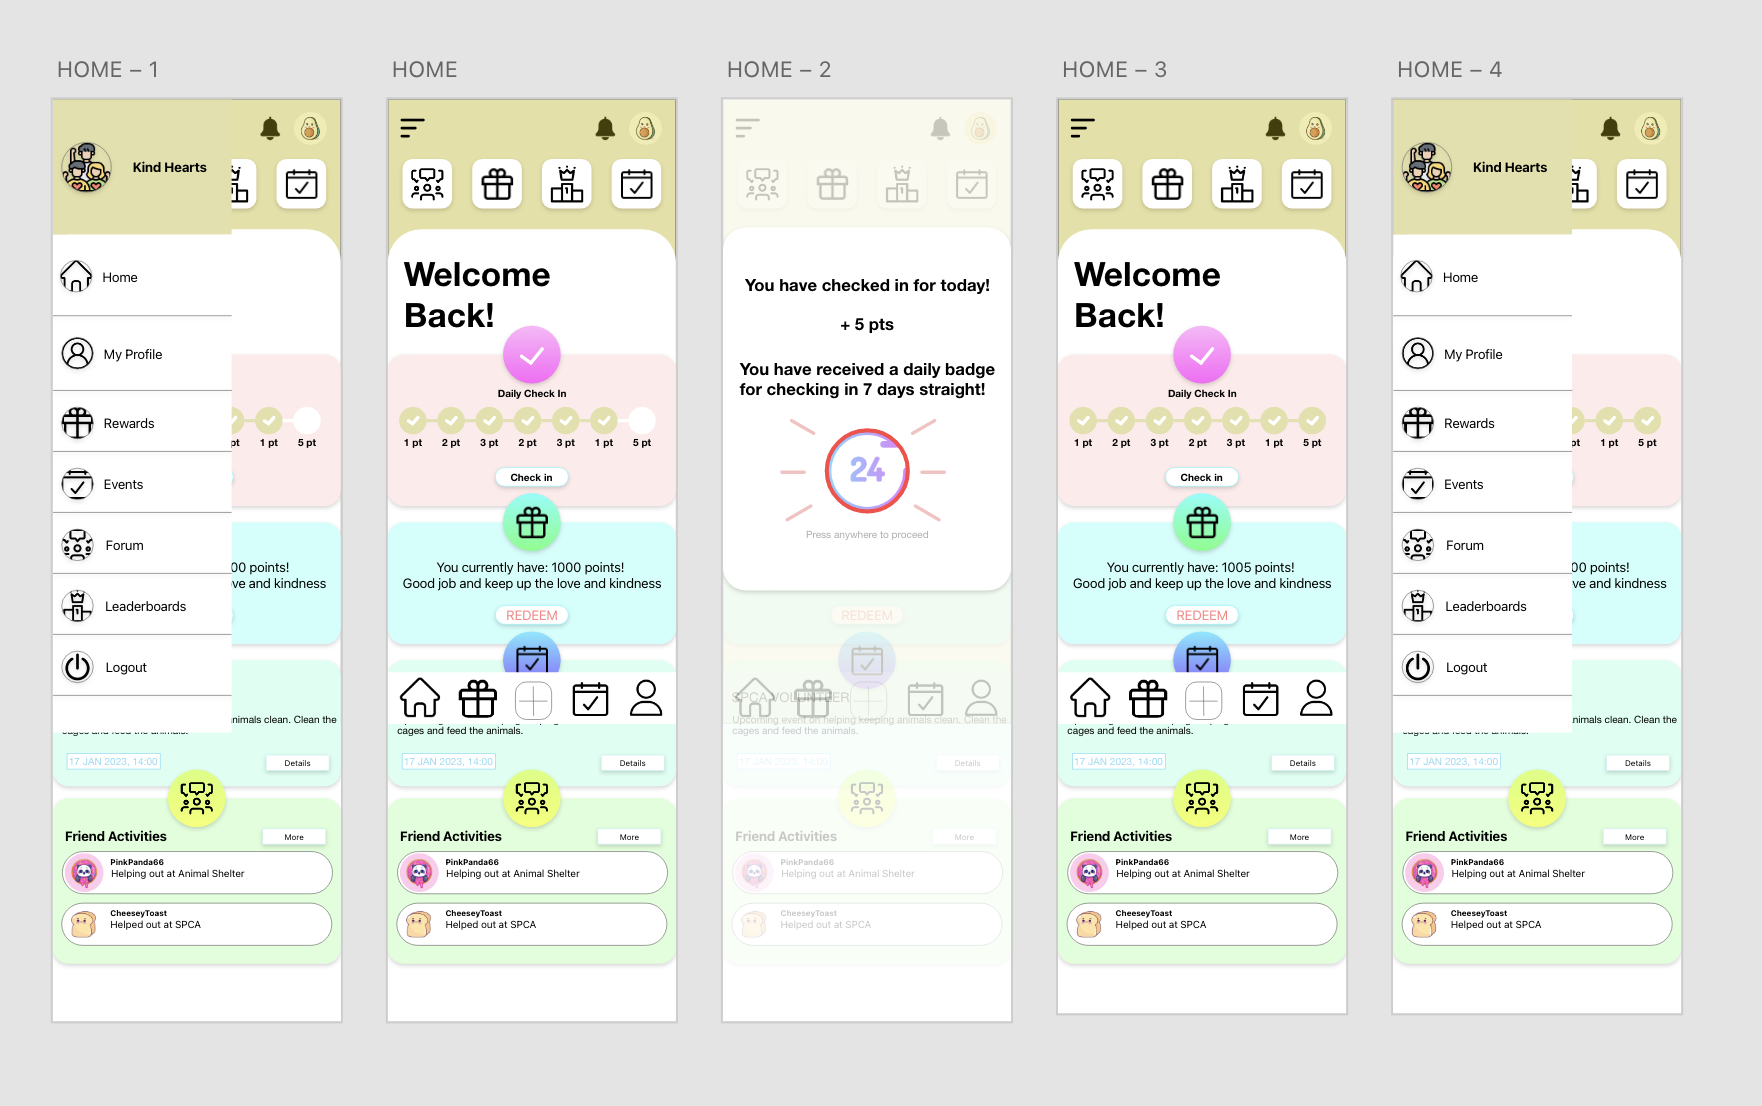 HOME – 1
Kind Hearts
Home
My Profile
Rewards
Events
Forum
Leaderboards
Logout
pt
1 pt
5 pt
00 points!
ve and kindness
nimals clean. Clean the
cages and feed the animals.
17 JAN 2023, 14:00
Details
Friend Activities
More
PinkPanda66
Helping out at Animal Shelter
CheeseyToast
Helped out at SPCA
HOME
Welcome
Back!
Daily Check In
1 pt
2 pt
3 pt
2 pt
3 pt
1 pt
5 pt
Check in
You currently have: 1000 points!
Good job and keep up the love and kindness
REDEEM
cages and feed the animals.
17 JAN 2023, 14:00
Details
Friend Activities
More
PinkPanda66
Helping out at Animal Shelter
CheeseyToast
Helped out at SPCA
HOME – 2
You have checked in for today!
+ 5 pts
You have received a daily badge
for checking in 7 days straight!
24
Press anywhere to proceed
REDEEM
SPCA VOLUNTEER
Upcoming event on helping keeping animals clean. Clean the
cages and feed the animals.
17 JAN 2023, 14:00
Details
Friend Activities
More
PinkPanda66
Helping out at Animal Shelter
CheeseyToast
Helped out at SPCA
HOME – 3
Welcome
Back!
Daily Check In
1 pt
2 pt
3 pt
2 pt
3 pt
1 pt
5 pt
Check in
You currently have: 1005 points!
Good job and keep up the love and kindness
REDEEM
cages and feed the animals.
17 JAN 2023, 14:00
Details
Friend Activities
More
PinkPanda66
Helping out at Animal Shelter
CheeseyToast
Helped out at SPCA
HOME – 4
Kind Hearts
Home
My Profile
Rewards
Events
Forum
Leaderboards
Logout
pt
1 pt
5 pt
00 points!
ve and kindness
nimals clean. Clean the
cages and feed the animals.
17 JAN 2023, 14:00
Details
Friend Activities
More
PinkPanda66
Helping out at Animal Shelter
CheeseyToast
Helped out at SPCA